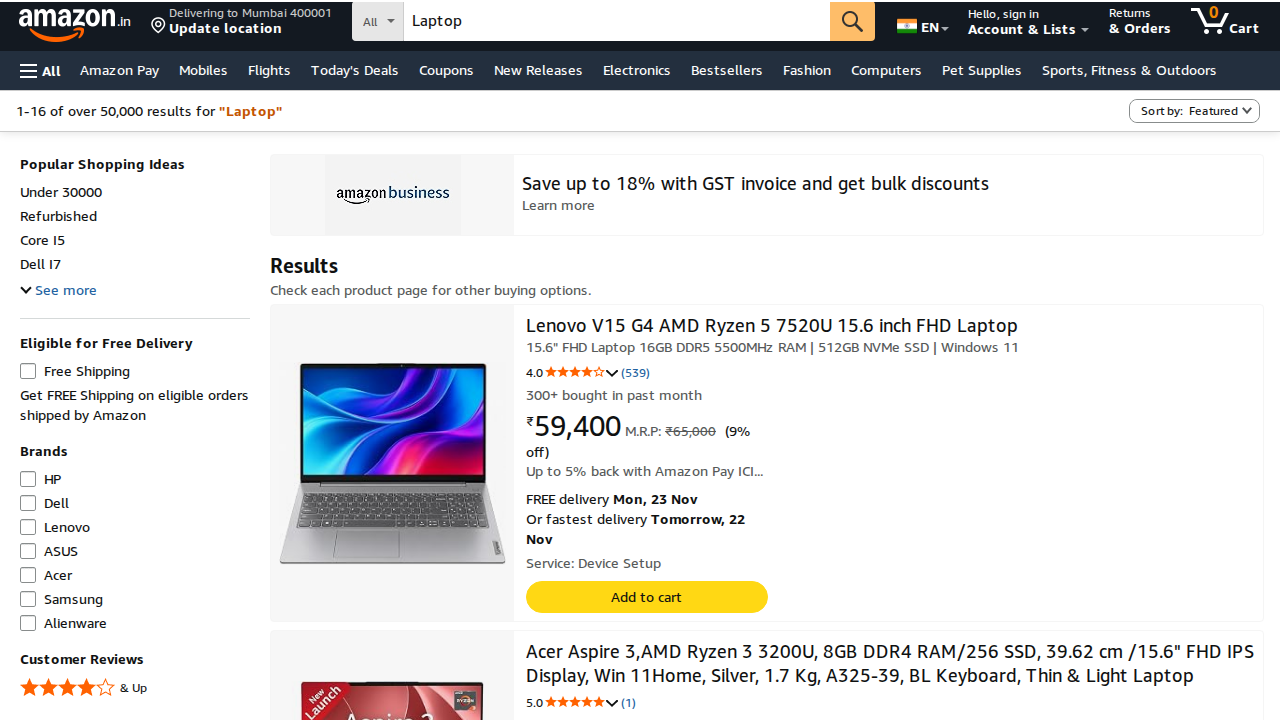 amazon.in
Delivering to Mumbai 400001
Update location
All
Laptop
EN
Hello, sign in
Account & Lists
Returns
& Orders
0
Cart
All
Amazon Pay
Mobiles
Flights
Today's Deals
Coupons
New Releases
Electronics
Bestsellers
Fashion
Computers
Pet Supplies
Sports, Fitness & Outdoors
1-16 of over 50,000 results for "Laptop"
Sort by: Featured
Popular Shopping Ideas
Under 30000
Refurbished
Core I5
Dell I7
See more
Eligible for Free Delivery
Free Shipping
Get FREE Shipping on eligible orders
shipped by Amazon
Brands
HP
Dell
Lenovo
ASUS
Acer
Samsung
Alienware
Customer Reviews
& Up
amazon business
Save up to 18% with GST invoice and get bulk discounts
Learn more
Results
Check each product page for other buying options.
Lenovo V15 G4 AMD Ryzen 5 7520U 15.6 inch FHD Laptop
15.6" FHD Laptop 16GB DDR5 5500MHz RAM | 512GB NVMe SSD | Windows 11
4.0 (539)
300+ bought in past month
₹59,400 M.R.P: ₹65,000 (9%
off)
Up to 5% back with Amazon Pay ICI...
FREE delivery Mon, 23 Nov
Or fastest delivery Tomorrow, 22
Nov
Service: Device Setup
Add to cart
New
Launch
Aspire 3
RYZEN
Acer Aspire 3,AMD Ryzen 3 3200U, 8GB DDR4 RAM/256 SSD, 39.62 cm /15.6" FHD IPS
Display, Win 11Home, Silver, 1.7 Kg, A325-39, BL Keyboard, Thin & Light Laptop
5.0 (1)